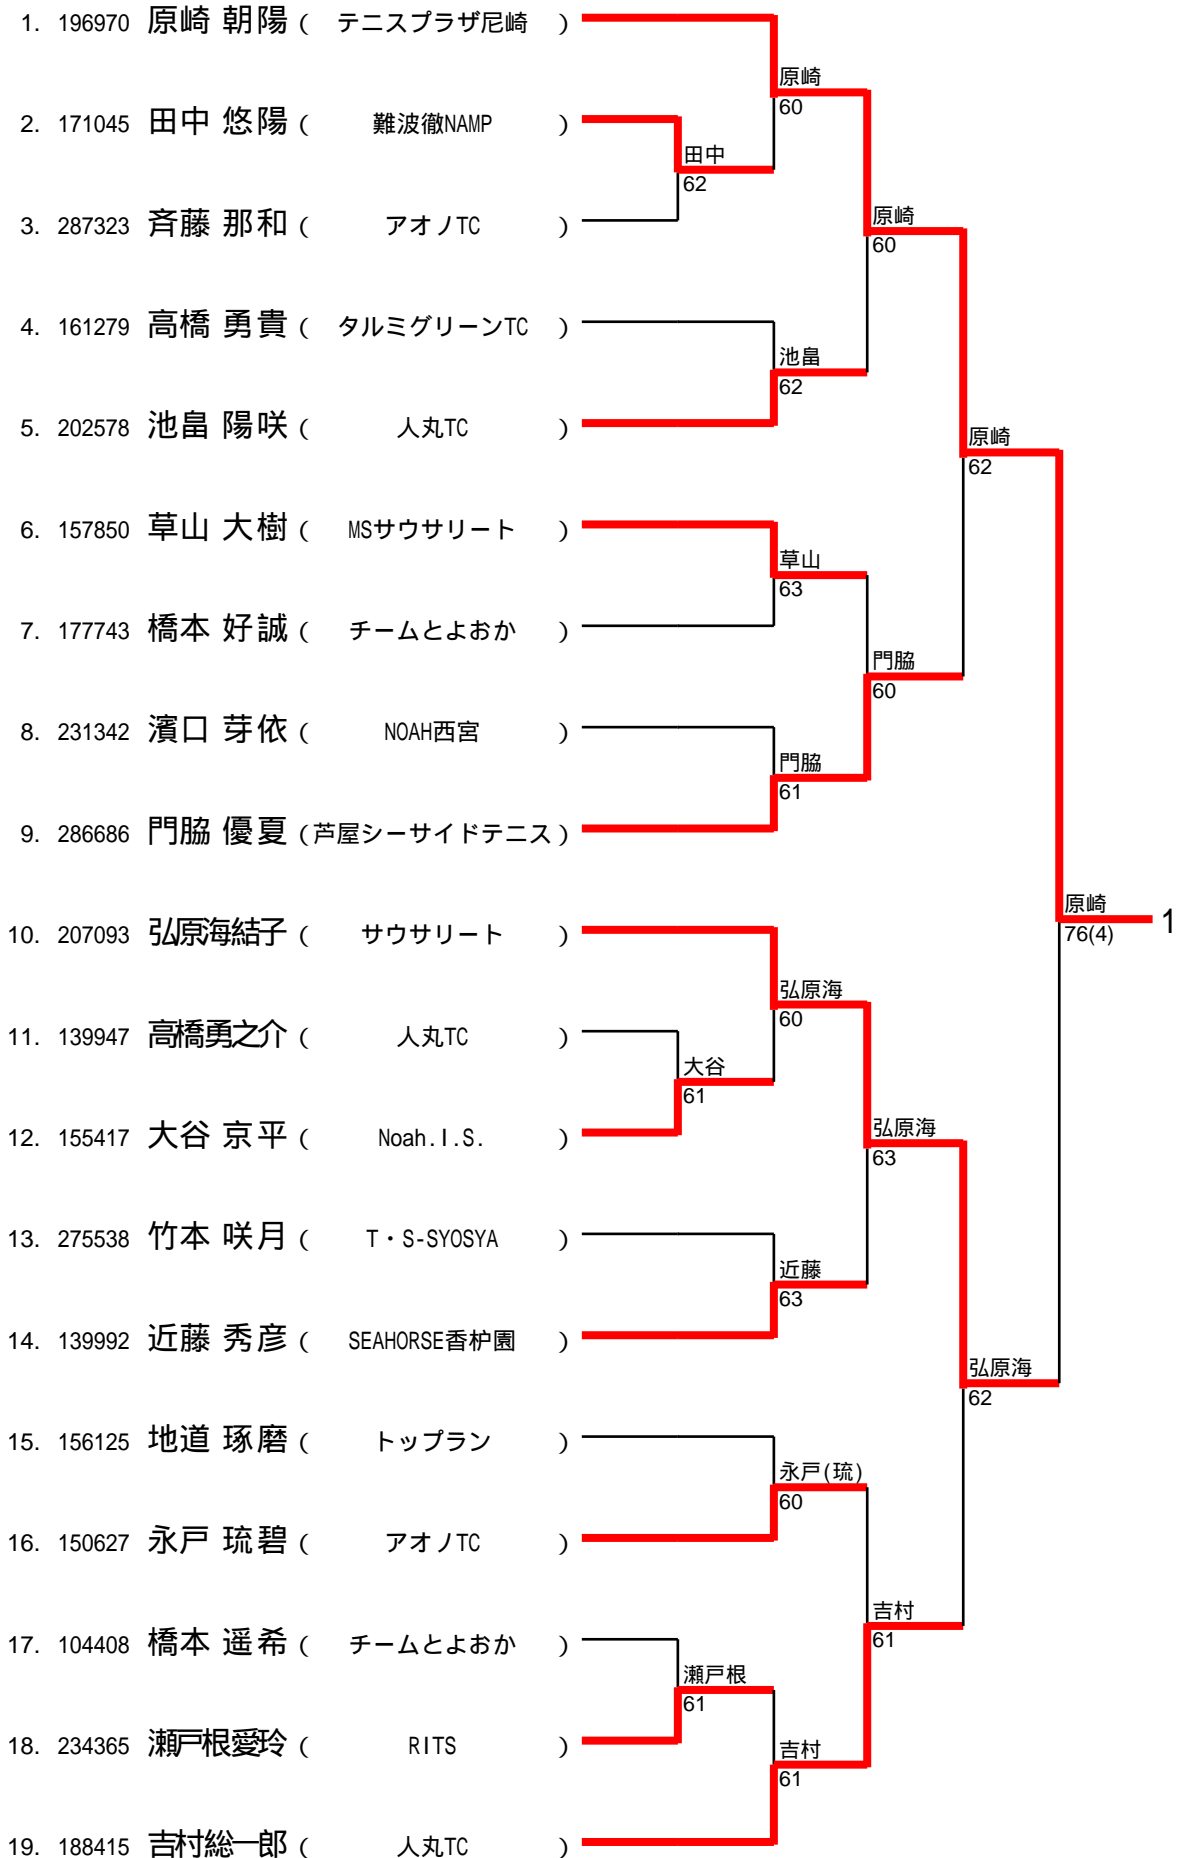 1. 196970 原崎 朝陽 ( テニスプラザ尼崎 )
原崎
60
2. 171045 田中 悠陽 ( 難波徹NAMP )
田中
62
3. 287323 斉藤 那和 ( アオノTC )
原崎
60
4. 161279 高橋 勇貴 ( タルミグリーンTC )
池畠
62
5. 202578 池畠 陽咲 ( 人丸TC )
原崎
62
6. 157850 草山 大樹 ( MSサウサリート )
草山
63
7. 177743 橋本 好誠 ( チームとよおか )
門脇
60
8. 231342 濱口 芽依 ( NOAH西宮 )
門脇
61
9. 286686 門脇 優夏 ( 芦屋シーサイドテニス )
原崎
76(4)
1
10. 207093 弘原海結子 ( サウサリート )
弘原海
60
11. 139947 高橋勇之介 ( 人丸TC )
大谷
61
12. 155417 大谷 京平 ( Noah.I.S. )
弘原海
63
13. 275538 竹本 咲月 ( T・S-SYOSYA )
近藤
63
14. 139992 近藤 秀彦 ( SEAHORSE香枦園 )
弘原海
62
15. 156125 地道 琢磨 ( トップラン )
永戸(琉)
60
16. 150627 永戸 琉碧 ( アオノTC )
吉村
61
17. 104408 橋本 遥希 ( チームとよおか )
瀬戸根
61
18. 234365 瀬戸根愛玲 ( RITS )
吉村
61
19. 188415 吉村総一郎 ( 人丸TC )